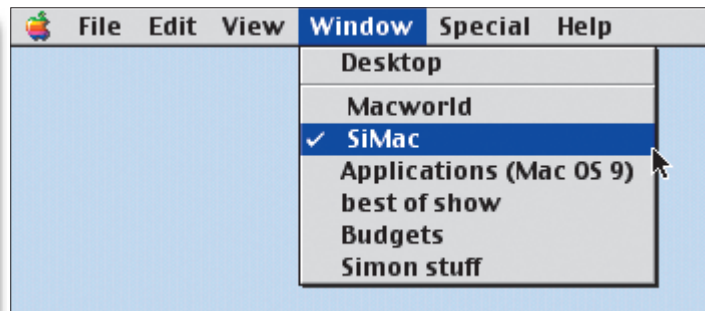 File Edit View Window Special Help
Desktop
Macworld
✓ SiMac
Applications (Mac OS 9)
best of show
Budgets
Simon stuff